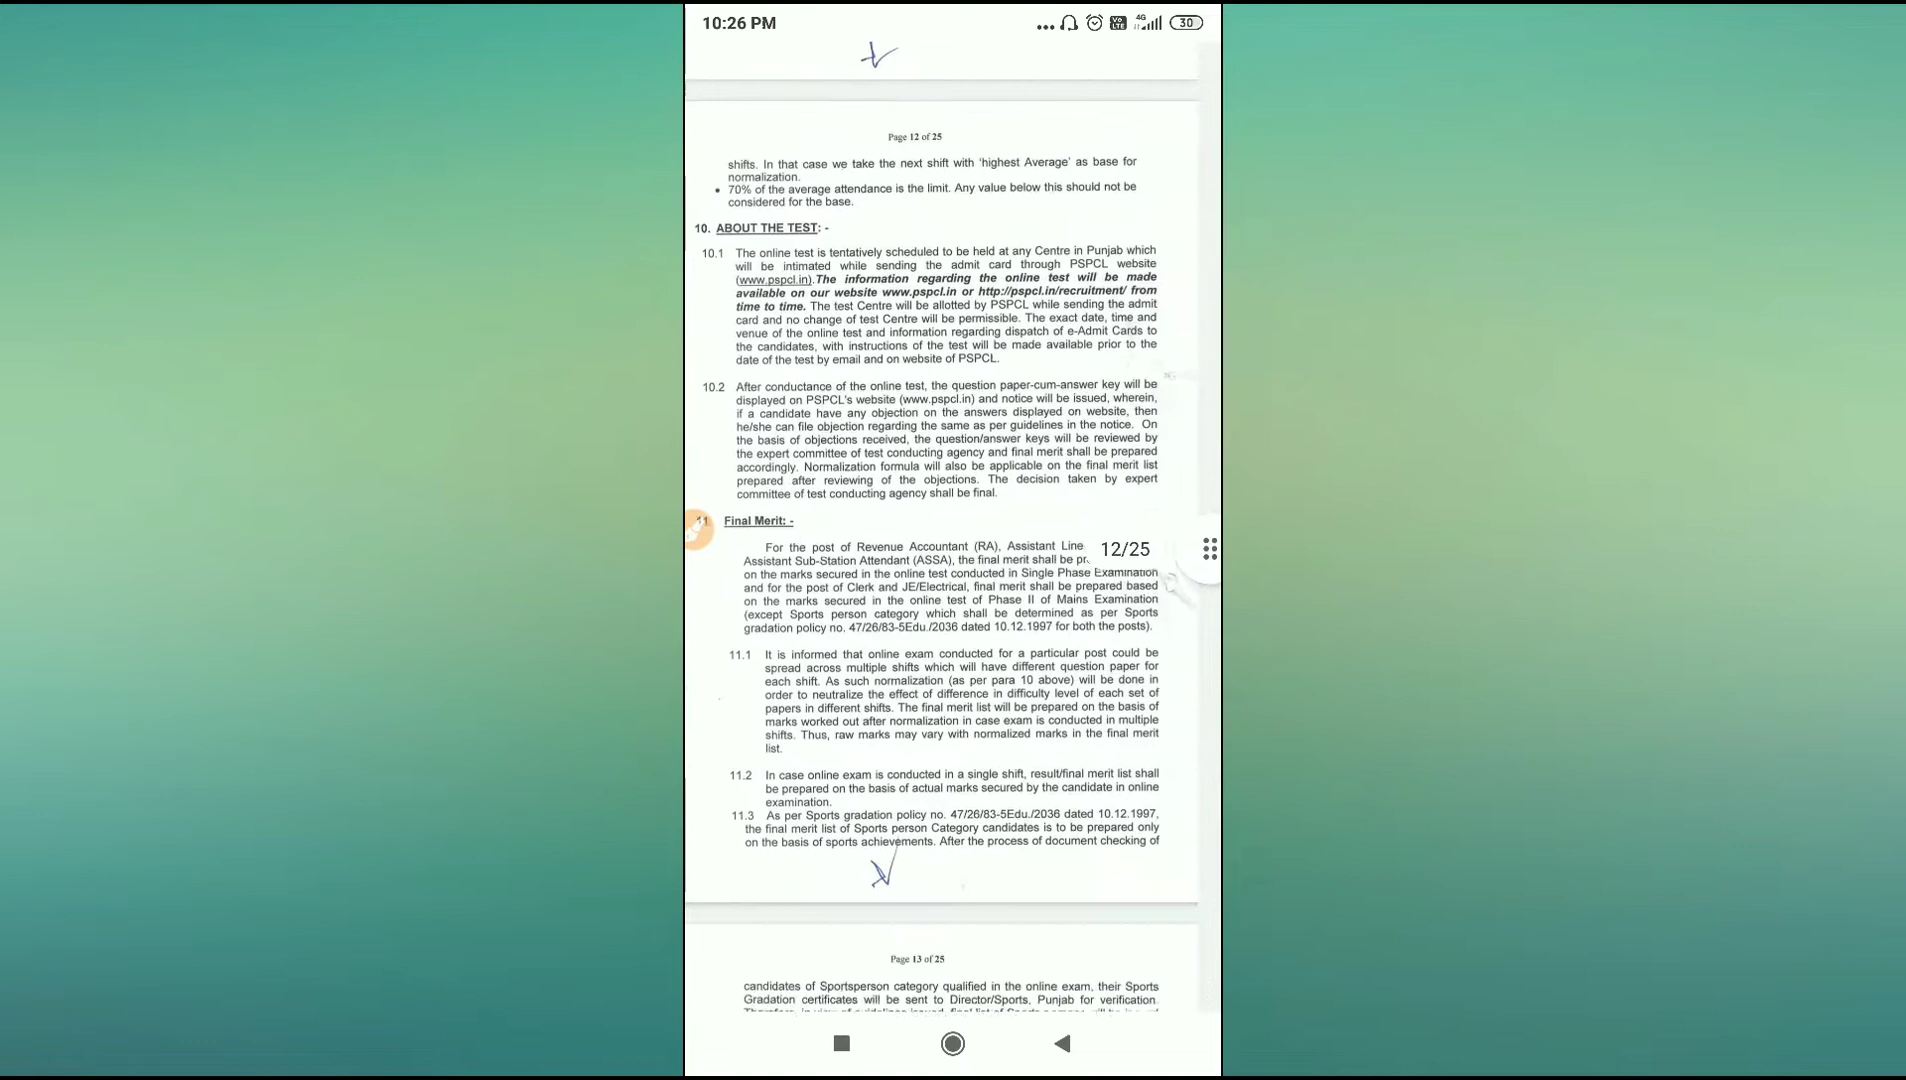 10:26 PM
4G
Vo
LTE
30
Page 12 of 25
shifts. In that case we take the next shift with 'highest Average' as base for
normalization.
• 70% of the average attendance is the limit. Any value below this should not be
considered for the base.
10. ABOUT THE TEST: -
10.1 The online test is tentatively scheduled to be held at any Centre in Punjab which
will be intimated while sending the admit card through PSPCL website
(www.pspcl.in).The information regarding the online test will be made
available on our website www.pspcl.in or http://pspcl.in/recruitment/ from
time to time. The test Centre will be allotted by PSPCL while sending the admit
card and no change of test Centre will be permissible. The exact date, time and
venue of the online test and information regarding dispatch of e-Admit Cards to
the candidates, with instructions of the test will be made available prior to the
date of the test by email and on website of PSPCL.
10.2 After conductance of the online test, the question paper-cum-answer key will be
displayed on PSPCL's website (www.pspcl.in) and notice will be issued, wherein,
if a candidate have any objection on the answers displayed on website, then
he/she can file objection regarding the same as per guidelines in the notice. On
the basis of objections received, the question/answer keys will be reviewed by
the expert committee of test conducting agency and final merit shall be prepared
accordingly. Normalization formula will also be applicable on the final merit list
prepared after reviewing of the objections. The decision taken by expert
committee of test conducting agency shall be final.
11 Final Merit: -
For the post of Revenue Accountant (RA), Assistant Line
12/25
Assistant Sub-Station Attendant (ASSA), the final merit shall be
on the marks secured in the online test conducted in Single Phase Examination
and for the post of Clerk and JE/Electrical, final merit shall be prepared based
on the marks secured in the online test of Phase II of Mains Examination
(except Sports person category which shall be determined as per Sports
gradation policy no. 47/26/83-5Edu./2036 dated 10.12.1997 for both the posts).
11.1 It is informed that online exam conducted for a particular post could be
spread across multiple shifts which will have different question paper for
each shift. As such normalization (as per para 10 above) will be done in
order to neutralize the effect of difference in difficulty level of each set of
papers in different shifts. The final merit list will be prepared on the basis of
marks worked out after normalization in case exam is conducted in multiple
shifts. Thus, raw marks may vary with normalized marks in the final merit
list.
11.2 In case online exam is conducted in a single shift, result/final merit list shall
be prepared on the basis of actual marks secured by the candidate in online
examination.
11.3 As per Sports gradation policy no. 47/26/83-5Edu./2036 dated 10.12.1997,
the final merit list of Sports person Category candidates is to be prepared only
on the basis of sports achievements. After the process of document checking of
Page 13 of 25
candidates of Sportsperson category qualified in the online exam, their Sports
Gradation certificates will be sent to Director/Sports, Punjab for verification.